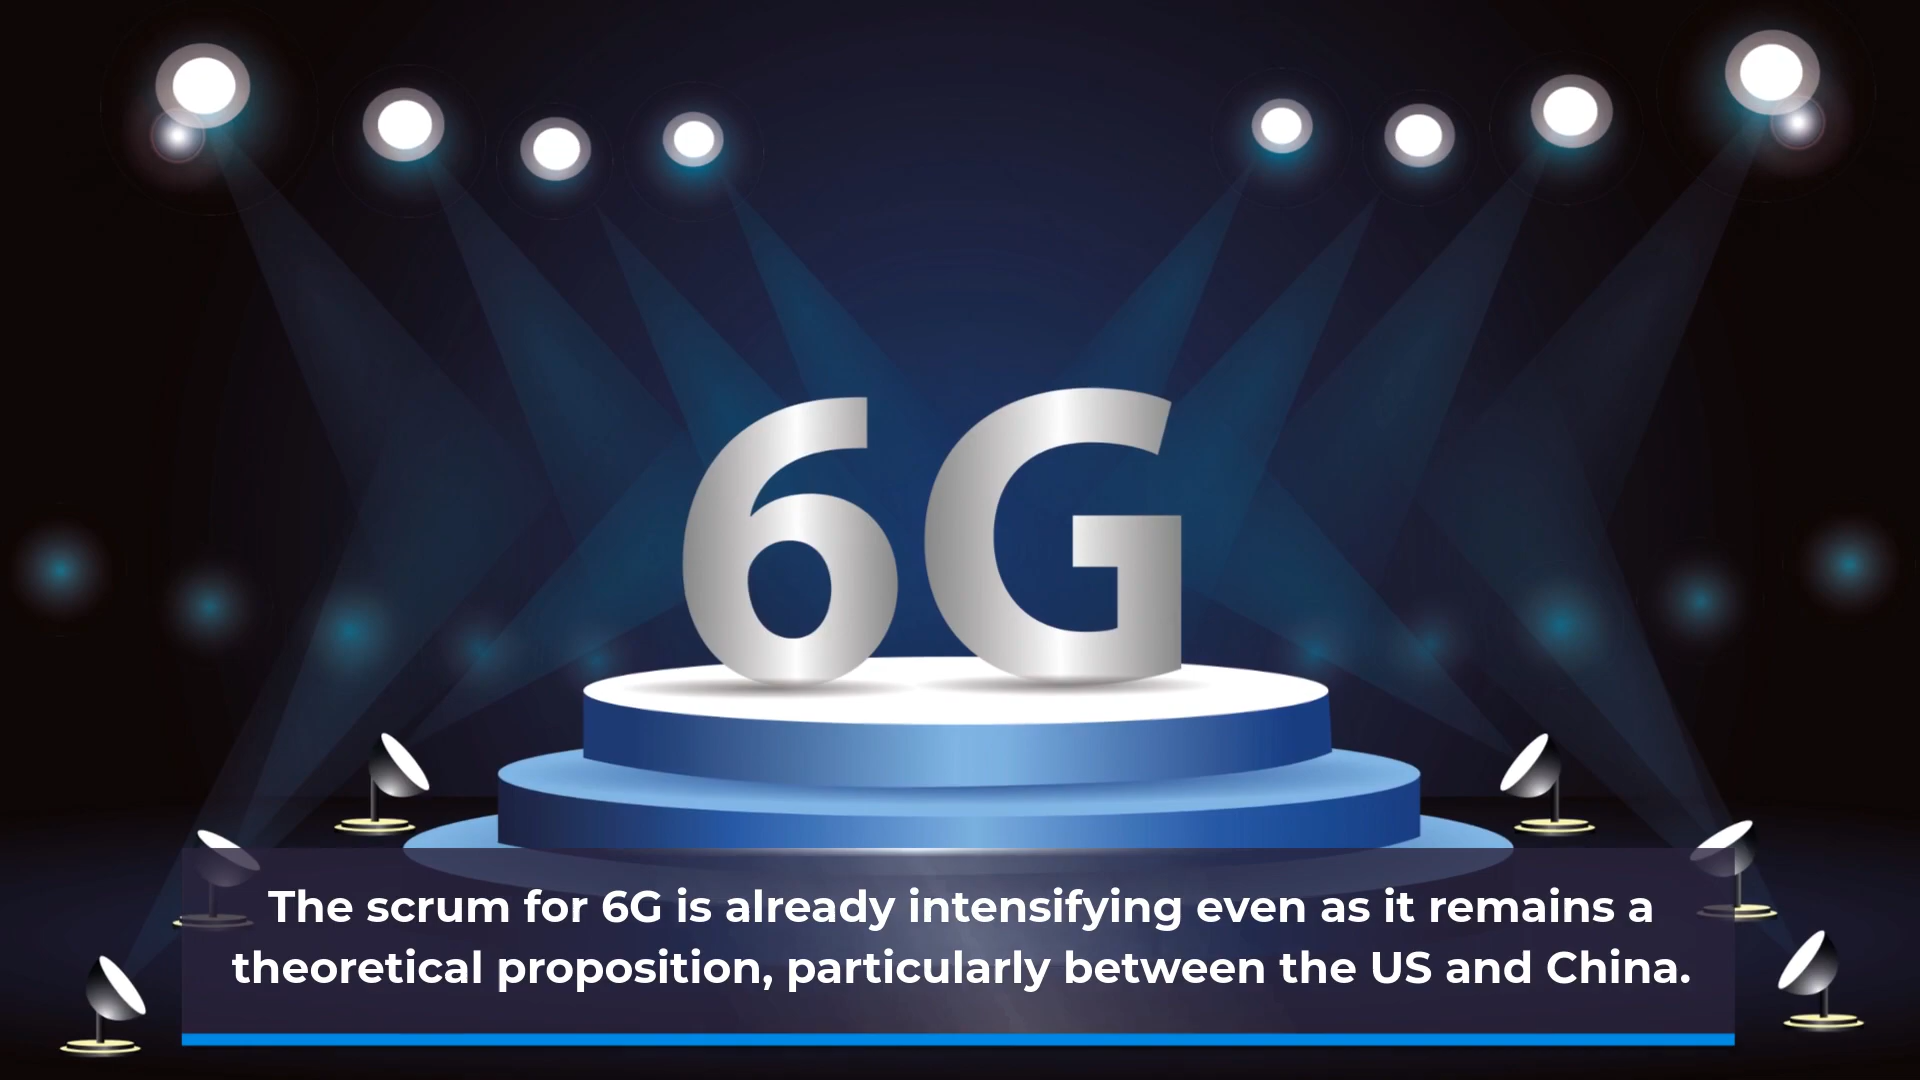 6G
The scrum for 6G is already intensifying even as it remains a
theoretical proposition, particularly between the US and China.